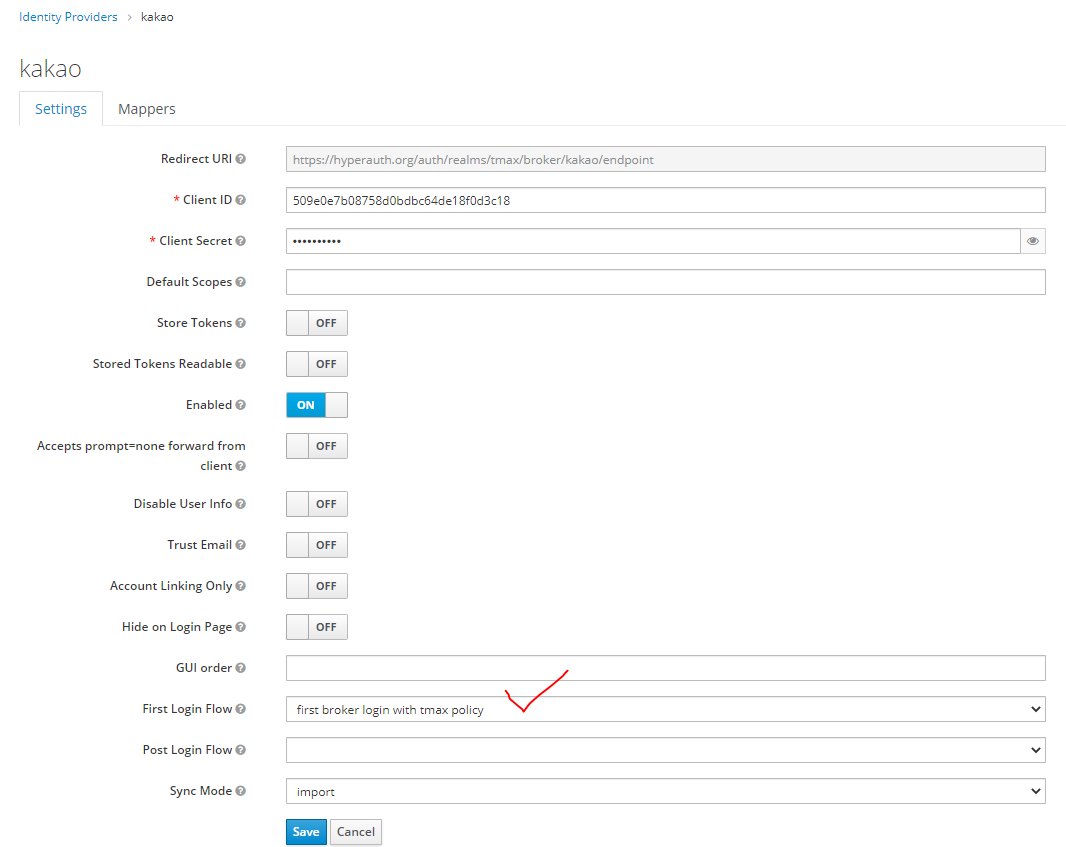 Identity Providers > kakao
kakao
Settings Mappers
Redirect URI https://hyperauth.org/auth/realms/tmax/broker/kakao/endpoint
* Client ID 509e0e7b08758d0bdbc64de18f0d3c18
* Client Secret ••••••••••
Default Scopes
Store Tokens OFF
Stored Tokens Readable OFF
Enabled ON
Accepts prompt=none forward from
client OFF
Disable User Info OFF
Trust Email OFF
Account Linking Only OFF
Hide on Login Page OFF
GUI order
First Login Flow first broker login with tmax policy
Post Login Flow
Sync Mode import
Save Cancel